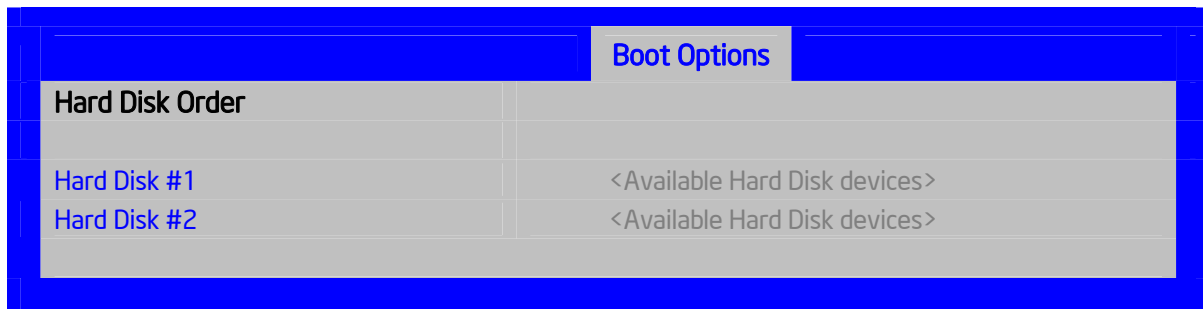 Boot Options
Hard Disk Order
Hard Disk #1 <Available Hard Disk devices>
Hard Disk #2 <Available Hard Disk devices>